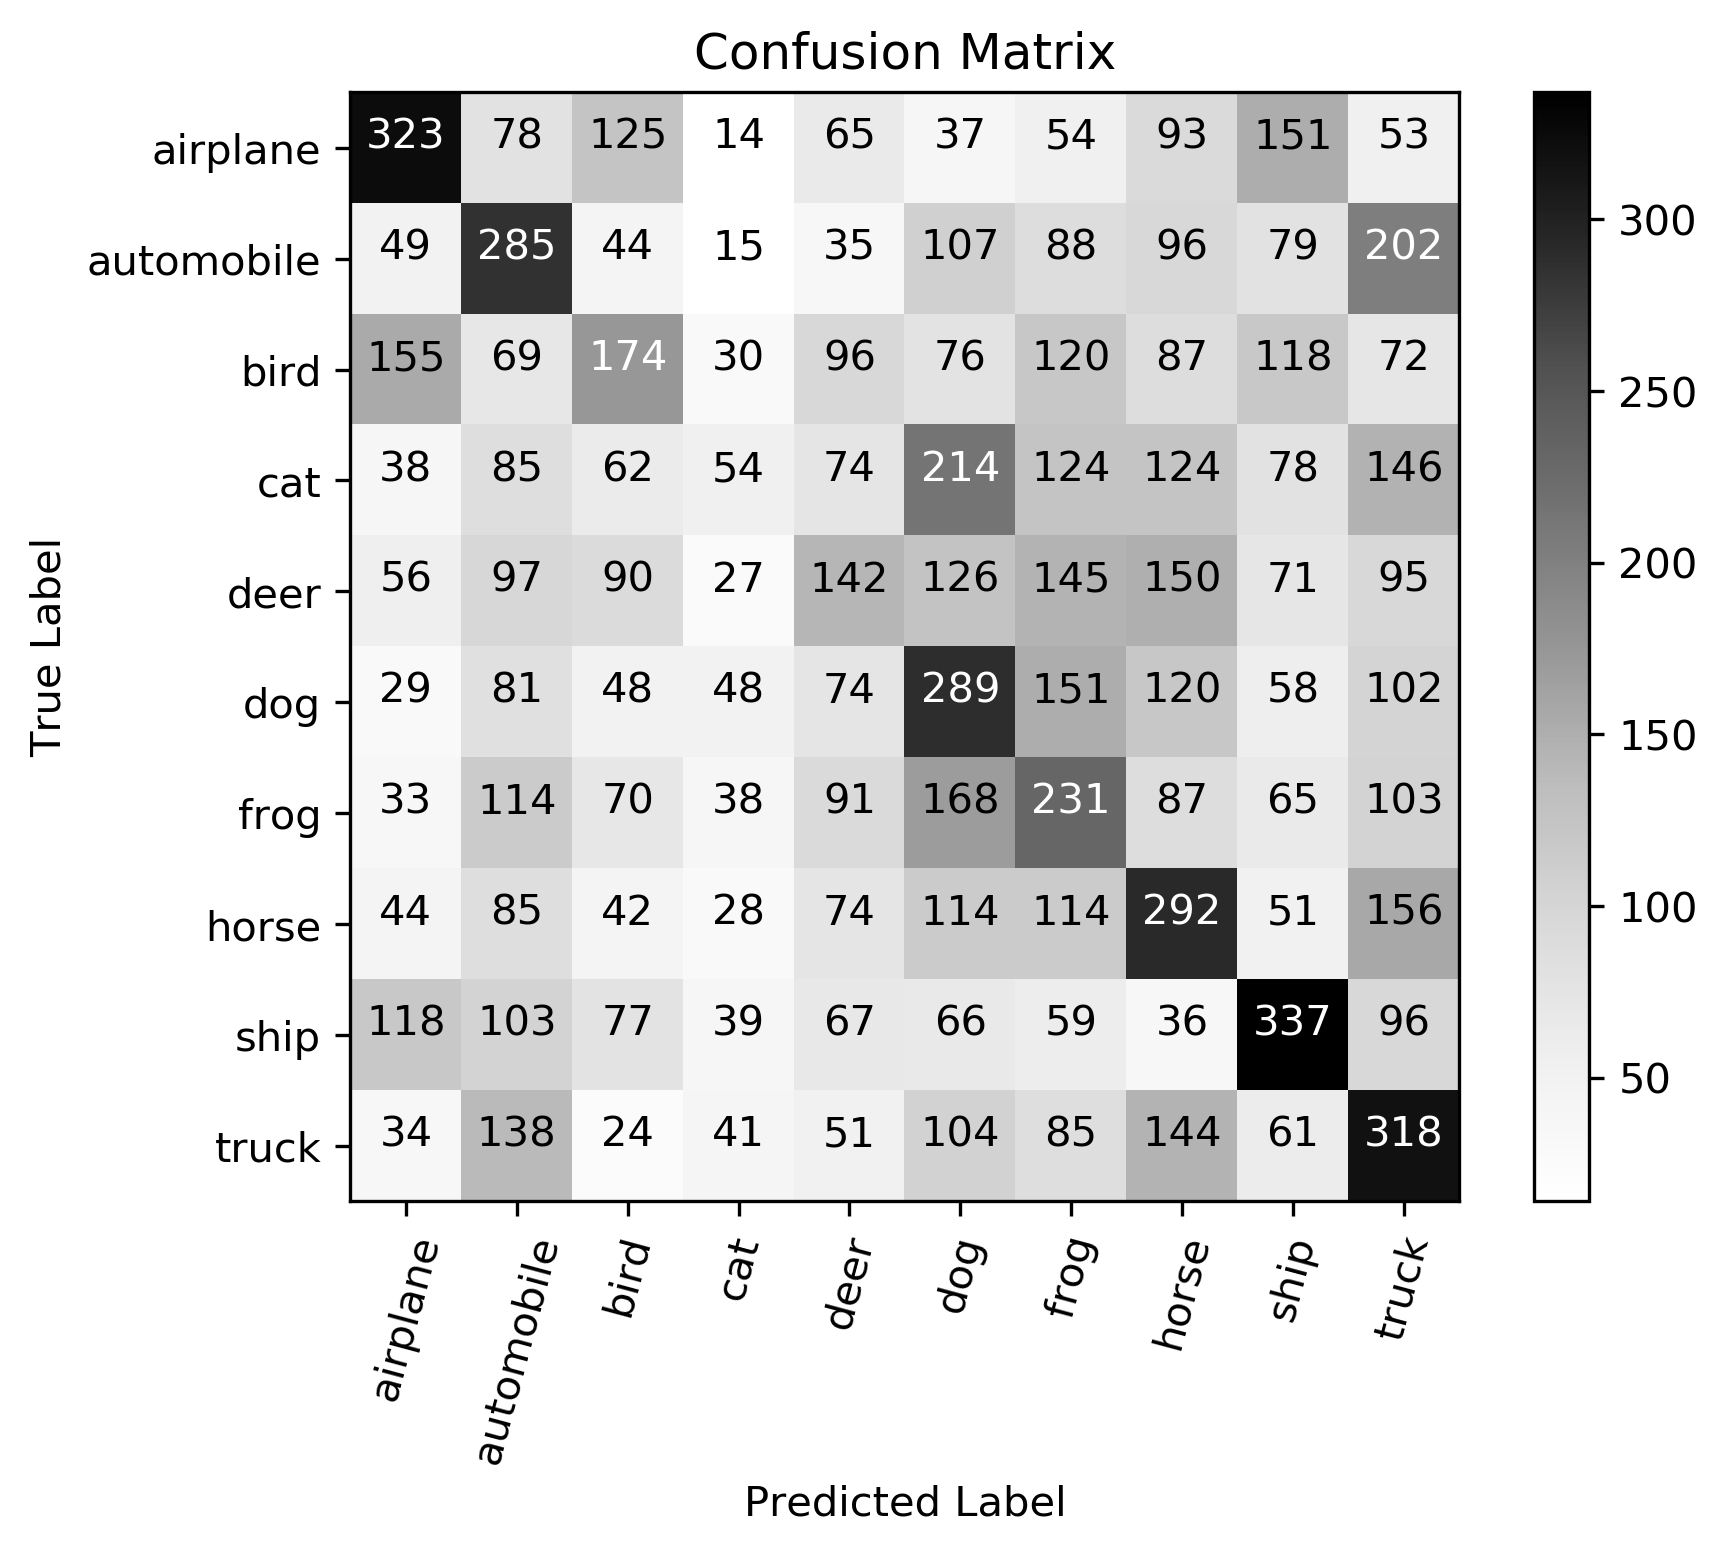 Confusion Matrix
airplane 323 78 125 14 65 37 54 93 151 53
automobile 49 285 44 15 35 107 88 96 79 202
bird 155 69 174 30 96 76 120 87 118 72
cat 38 85 62 54 74 214 124 124 78 146
deer 56 97 90 27 142 126 145 150 71 95
dog 29 81 48 48 74 289 151 120 58 102
frog 33 114 70 38 91 168 231 87 65 103
horse 44 85 42 28 74 114 114 292 51 156
ship 118 103 77 39 67 66 59 36 337 96
truck 34 138 24 41 51 104 85 144 61 318
True Label
airplane automobile bird cat deer dog frog horse ship truck
Predicted Label
300
250
200
150
100
50